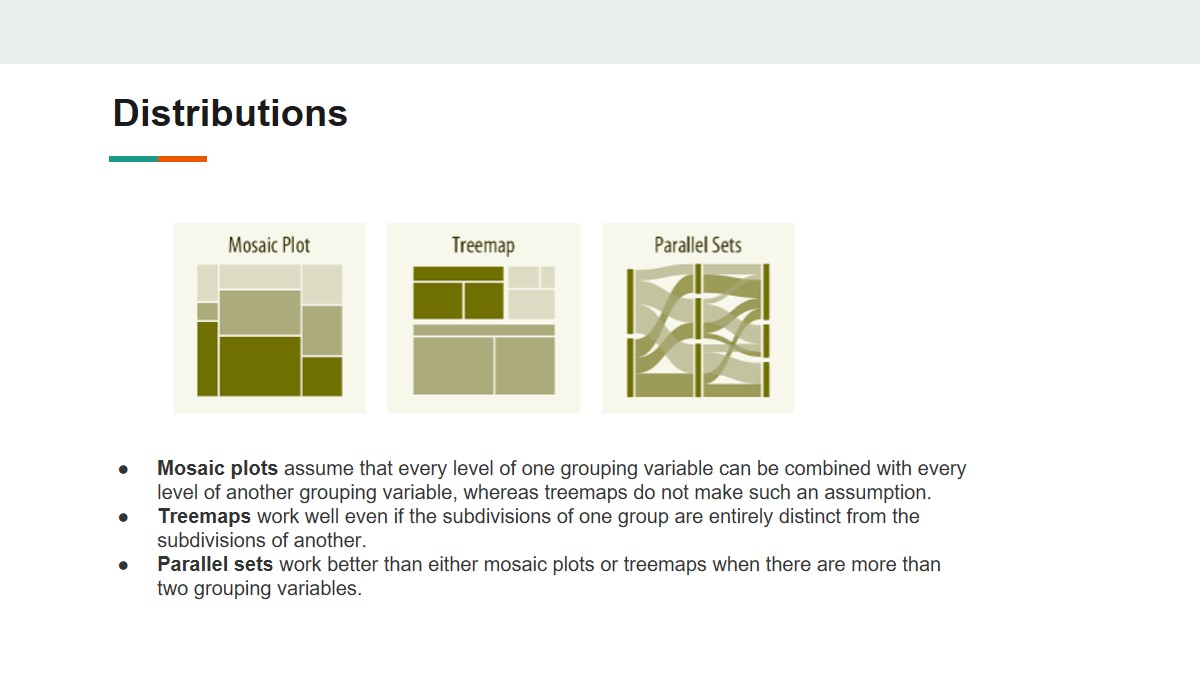 Distributions
Mosaic Plot
Treemap
Parallel Sets
● Mosaic plots assume that every level of one grouping variable can be combined with every
level of another grouping variable, whereas treemaps do not make such an assumption.
● Treemaps work well even if the subdivisions of one group are entirely distinct from the
subdivisions of another.
● Parallel sets work better than either mosaic plots or treemaps when there are more than
two grouping variables.